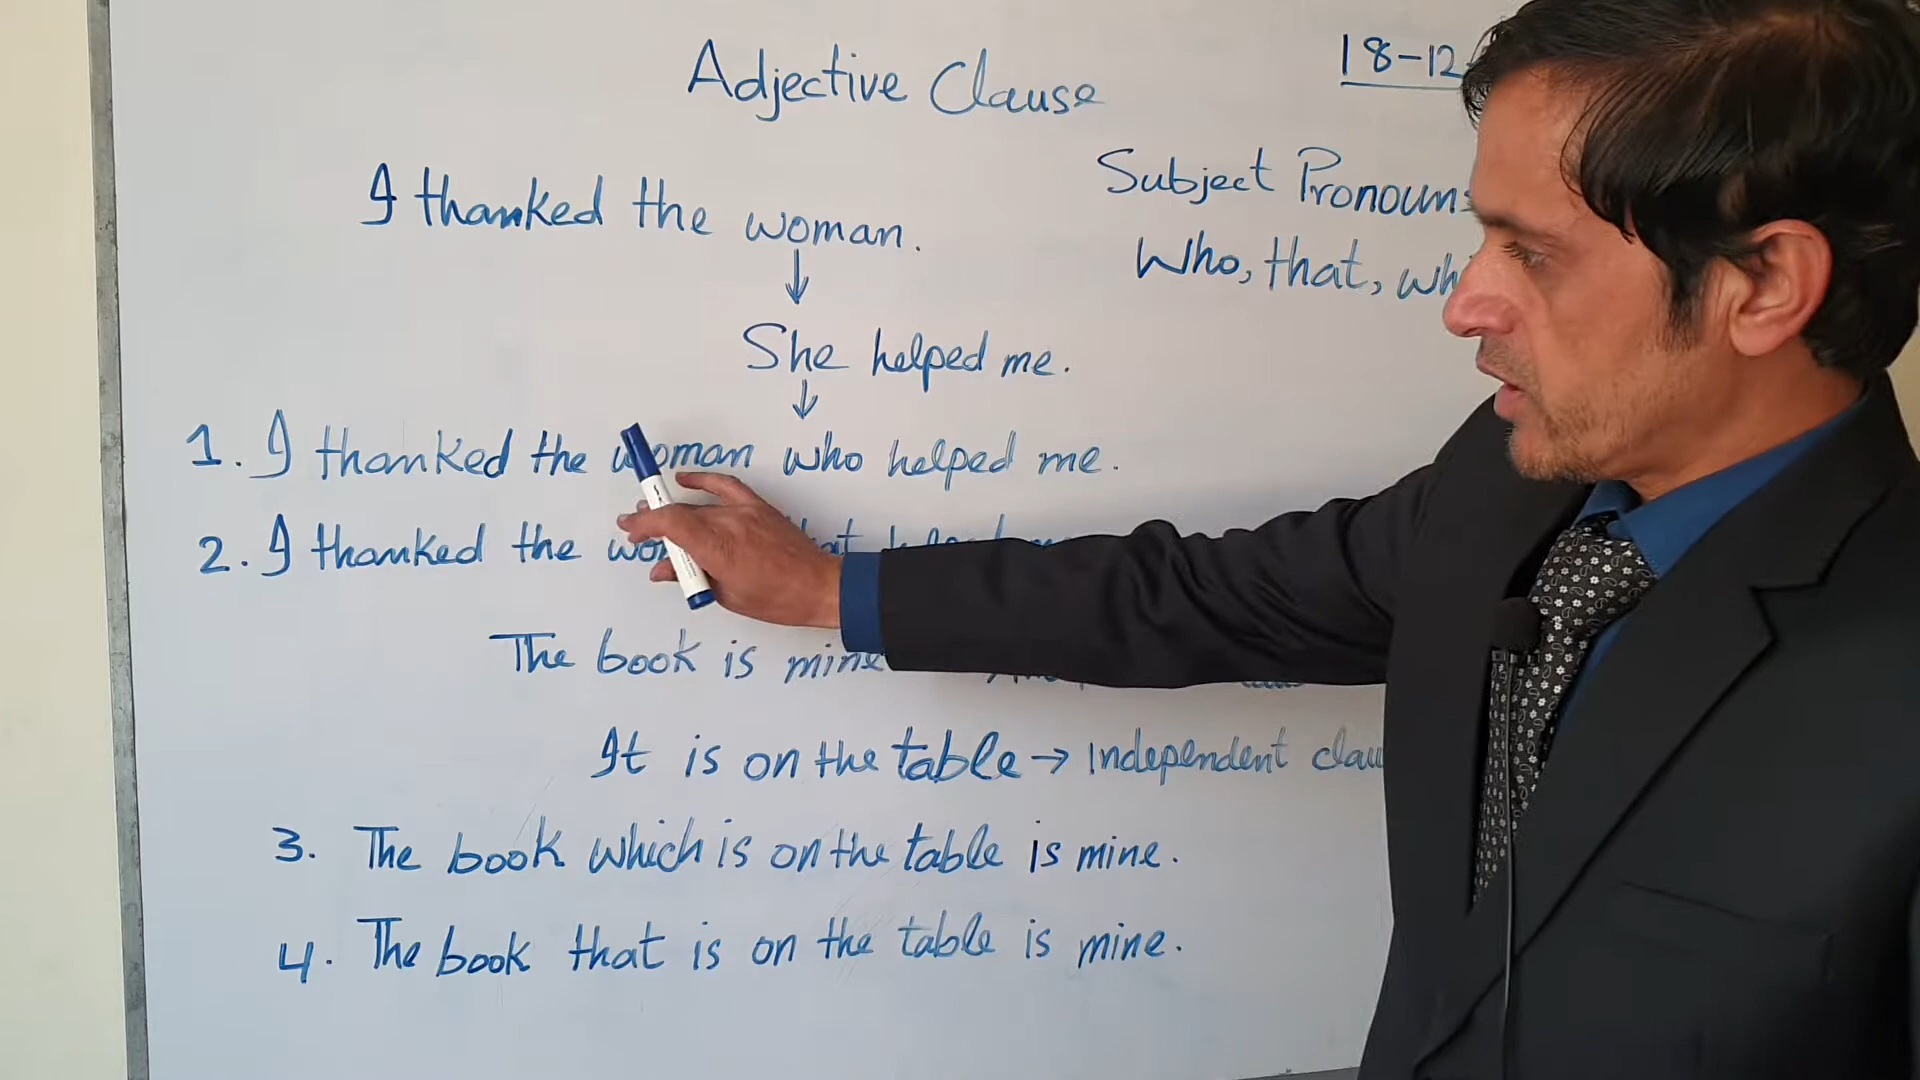 Adjective Clause
18-12
I thanked the woman.
Subject Pronouns
Who, that,
She helped me.
1. I thanked the woman who helped me.
2. I thanked the
The book is mine
It is on the table → Independent
3. The book which is on the table is mine.
4. The book that is on the table is mine.